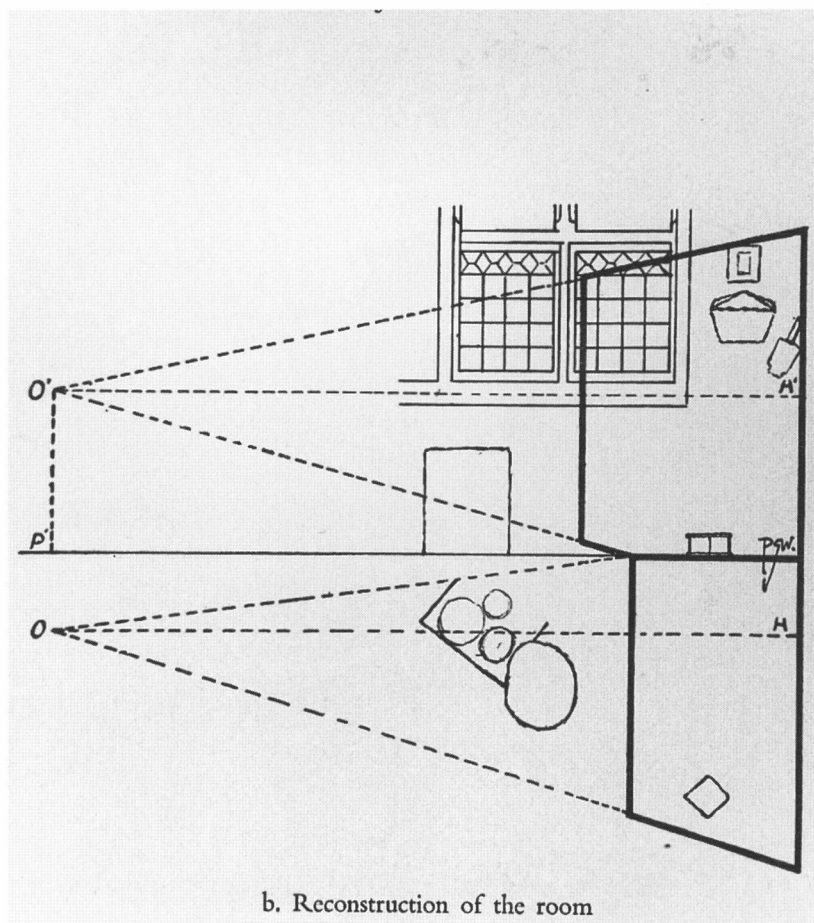 O'
H'
P'
P.G.W.
O
H
b. Reconstruction of the room